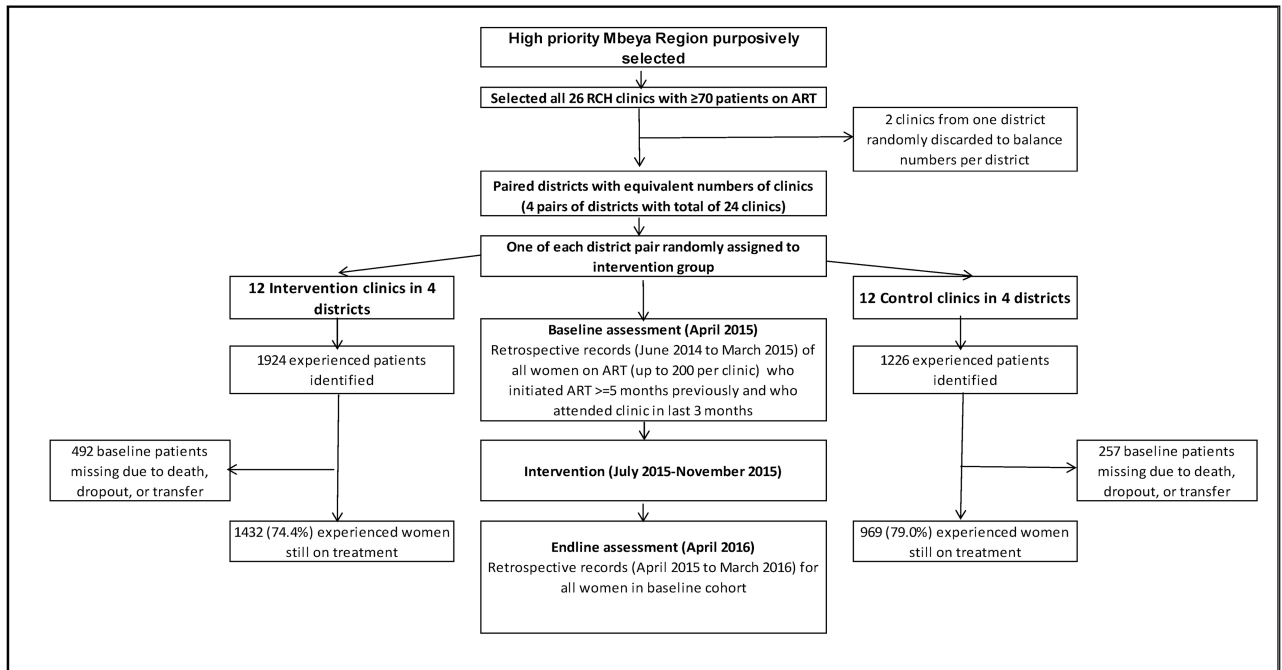 High priority Mbeya Region purposively
selected
Selected all 26 RCH clinics with ≥70 patients on ART
2 clinics from one district
randomly discarded to balance
numbers per district
Paired districts with equivalent numbers of clinics
(4 pairs of districts with total of 24 clinics)
One of each district pair randomly assigned to
intervention group
12 Intervention clinics in 4
districts
12 Control clinics in 4 districts
Baseline assessment (April 2015)
Retrospective records (June 2014 to March 2015) of
all women on ART (up to 200 per clinic) who
initiated ART >=5 months previously and who
attended clinic in last 3 months
1924 experienced patients
identified
1226 experienced patients
identified
492 baseline patients
missing due to death,
dropout, or transfer
Intervention (July 2015-November 2015)
257 baseline patients
missing due to death,
dropout, or transfer
1432 (74.4%) experienced women
still on treatment
Endline assessment (April 2016)
Retrospective records (April 2015 to March 2016) for
all women in baseline cohort
969 (79.0%) experienced women
still on treatment